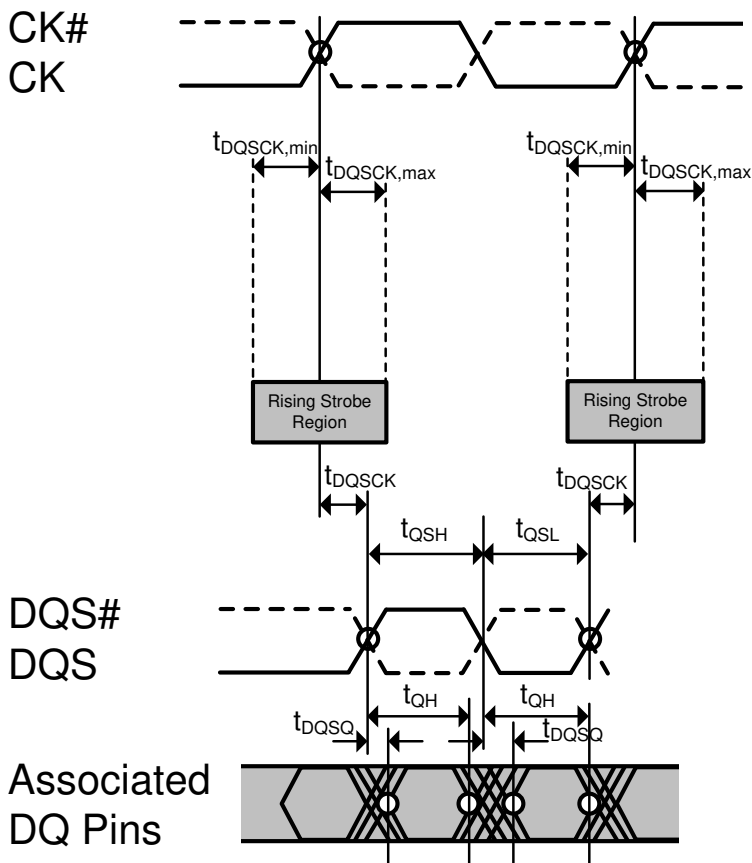 CK#
CK
tDQSCK,min
tDQSCK,max
tDQSCK,min
tDQSCK,max
Rising Strobe
Region
Rising Strobe
Region
tDQSCK
tDQSCK
tQSH
tQSL
DQS#
DQS
tQH
tQH
tDQSQ
tDQSQ
Associated
DQ Pins